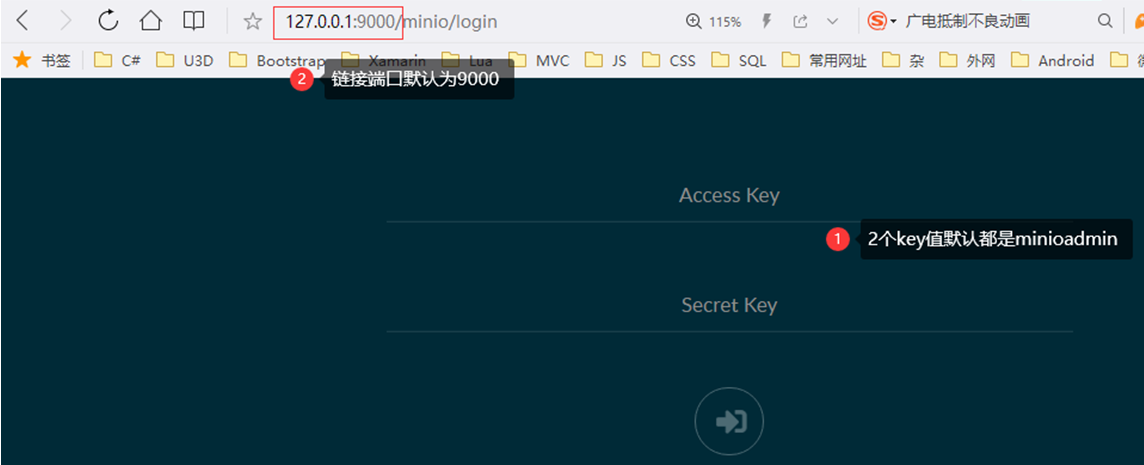 127.0.0.1:9000/minio/login
115%
广电抵制不良动画
书签 C# U3D Bootstrap Xamarin Lua MVC JS CSS SQL 常用网址 杂 外网 Android
2 链接端口默认为9000
Access Key
1 2个key值默认都是minioadmin
Secret Key